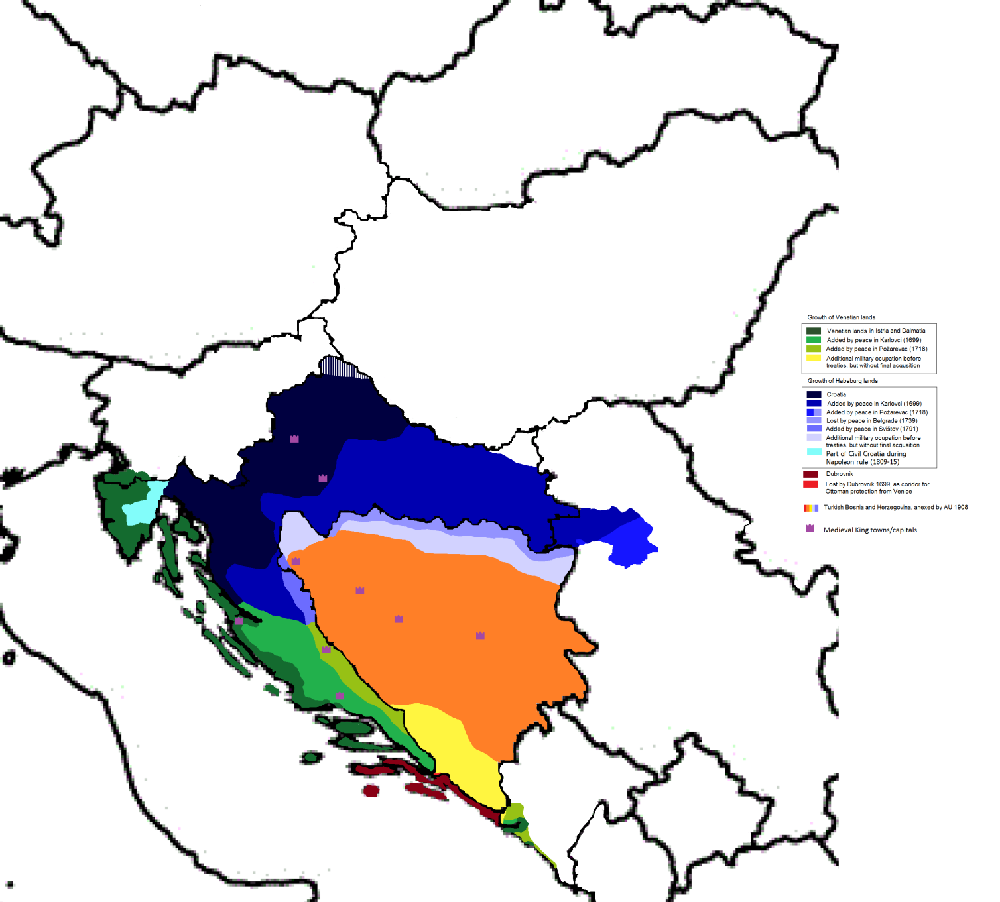 Growth of Venetian lands
Venetian lands in Istria and Dalmatia
Added by peace in Karlovci (1699)
Added by peace in Požarevac (1718)
Additional military ocupation before
treaties. but without final acqusition
Growth of Habsburg lands
Croatia
Added by peace in Karlovci (1699)
Added by peace in Požarevac (1718)
Lost by peace in Belgrade (1739)
Added by peace in Svištov (1791)
Additional military ocupation before
treaties. but without final acqusition
Part of Civil Croatia during
Napoleon rule (1809-15)
Dubrovnik
Lost by Dubrovnik 1699, as coridor for
Ottoman protection from Venice
Turkish Bosnia and Herzegovina, anexed by AU 1908
Medieval King towns/capitals